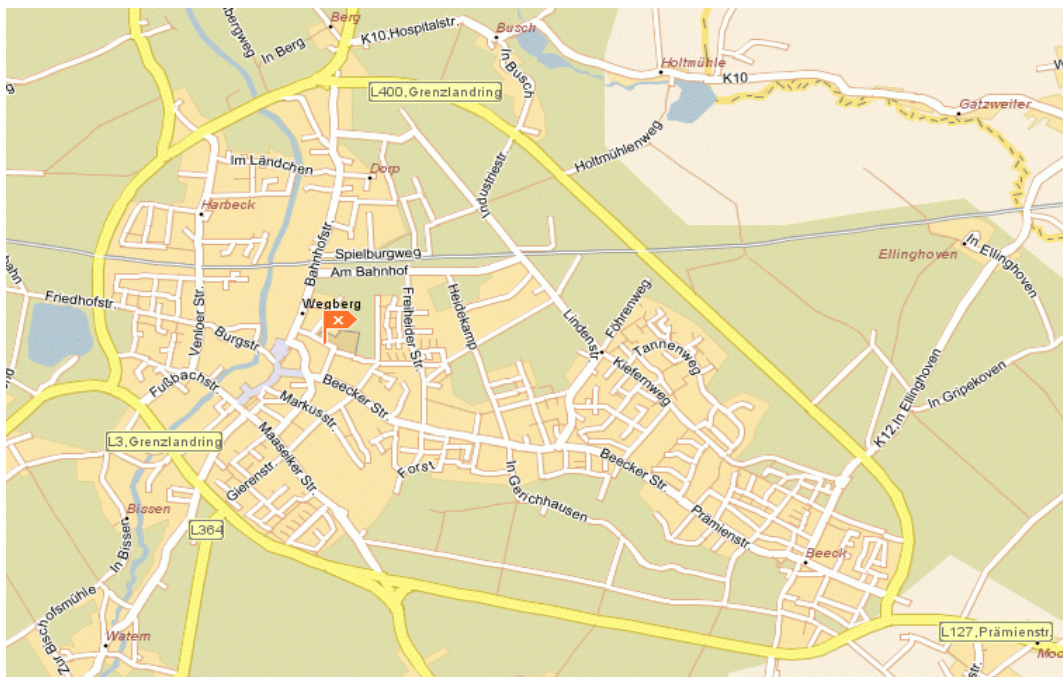 Berg
In Berg
K10,Hospitalstr.
Busch
In Busch
Holtmühle
K10
Gatzweiler
L400,Grenzlandring
Im Ländchen
Dorp
Industriestr.
Holtmühlenweg
Harbeck
Bahnhofstr.
Spielburgweg
Am Bahnhof
In Ellinghoven
Ellinghoven
Friedhofstr.
Venloer Str.
Wegberg
Freiheider Str.
Heidekamp
Lindenstr.
Föhrenweg
Tannenweg
Kiefernweg
Burgstr.
Fußbachstr.
Beecker Str.
Markusstr.
Maaseiker Str.
K12,In Ellinghoven
In Gripekoven
L3,Grenzlandring
Gierenstr.
Forst
In Gerichhausen
Beecker Str.
Prämienstr.
Bissen
In Bissen
L364
Beeck
Zur Bischofsmühle
Watern
L127,Prämienstr.